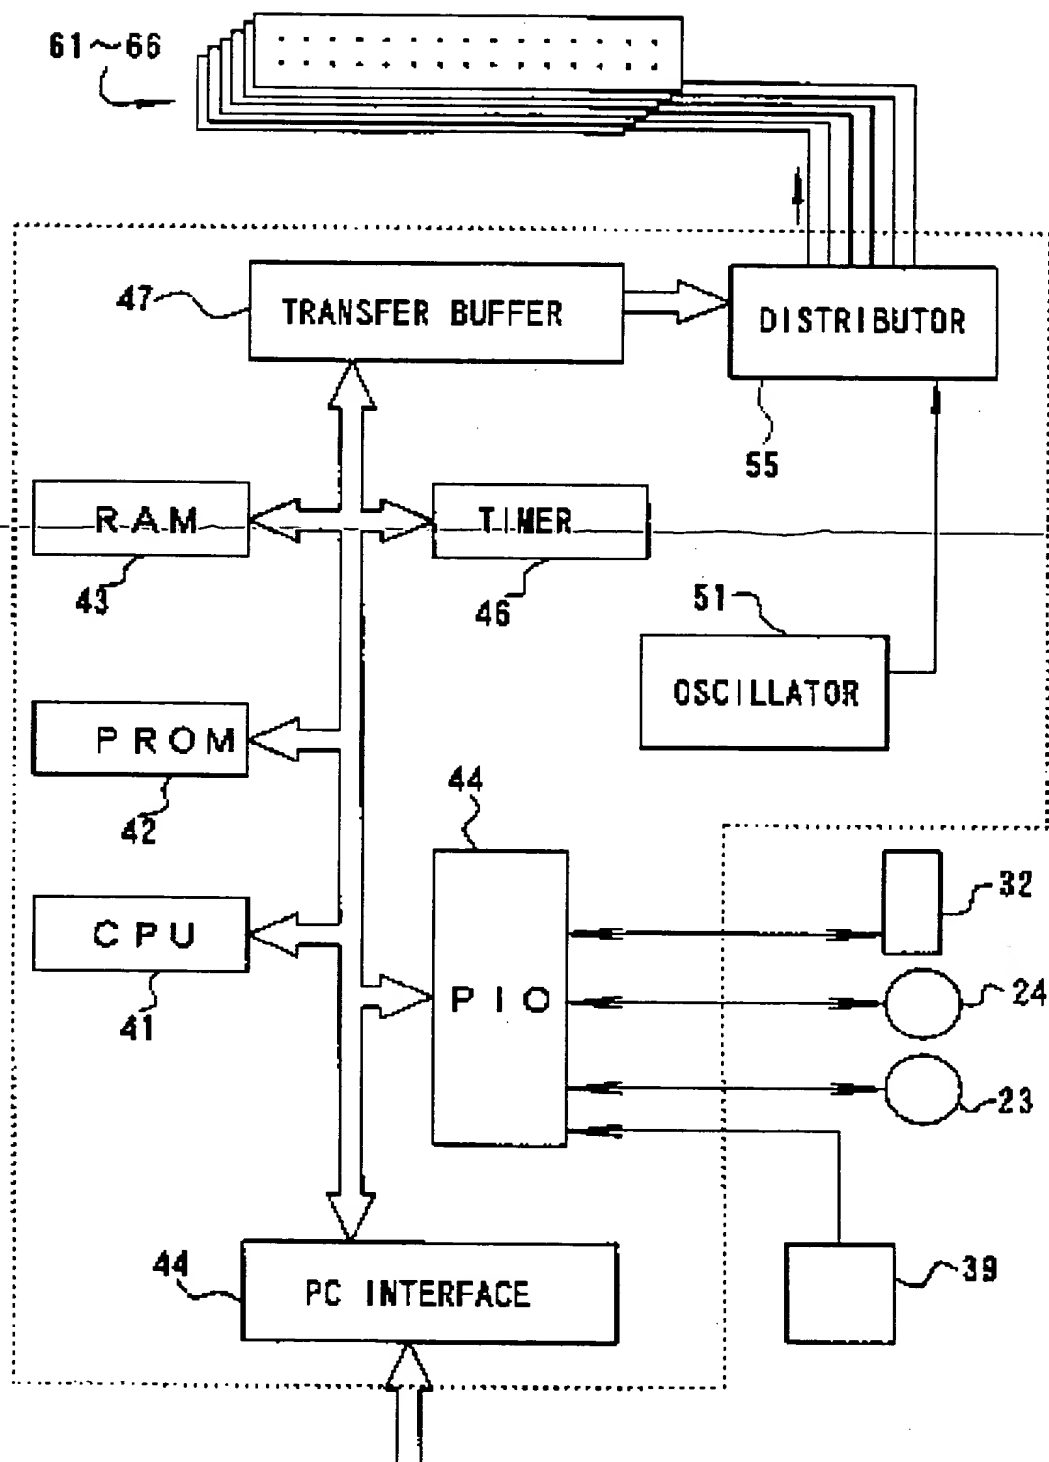 61~66
47
TRANSFER BUFFER
DISTRIBUTOR
55
RAM
TIMER
43
46
51
OSCILLATOR
PROM
42
44
32
CPU
PIO
24
41
23
44
PC INTERFACE
39